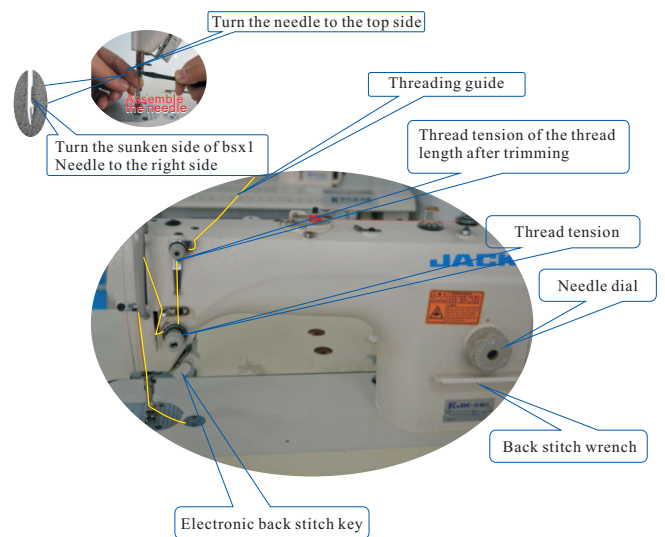 Turn the needle to the top side
Assemble
the needle
Threading guide
Thread tension of the thread
length after trimming
Turn the sunken side of bsx1
Needle to the right side
Thread tension
JACK
Needle dial
Back stitch wrench
Electronic back stitch key